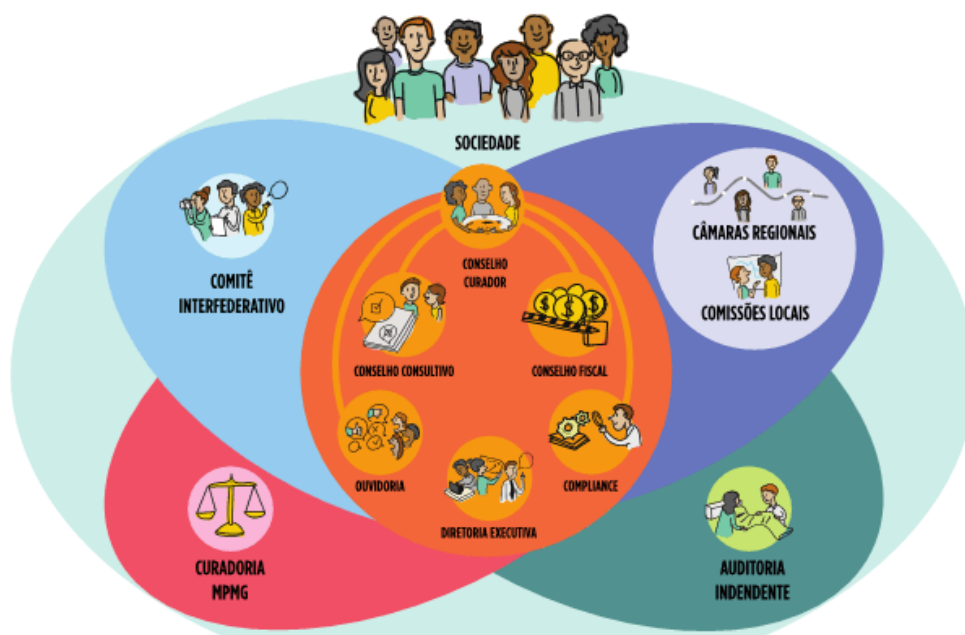 SOCIEDADE
COMITÊ
INTERFEDERATIVO
CONSELHO
CURADOR
CÂMARAS REGIONAIS
COMISSÕES LOCAIS
CONSELHO CONSULTIVO
CONSELHO FISCAL
OUVIDORIA
DIRETORIA EXECUTIVA
COMPLIANCE
CURADORIA
MPMG
AUDITORIA
INDENDENTE